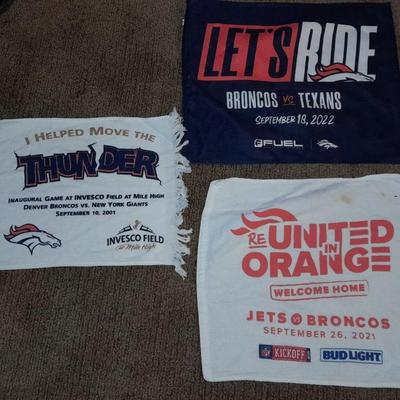 LET'S RIDE
BRONCOS VS TEXANS
SEPTEMBER 18, 2022
FUEL
I HELPED MOVE THE
THUNDER
INAUGURAL GAME AT INVESCO FIELD AT MILE HIGH
DENVER BRONCOS VS. NEW YORK GIANTS
SEPTEMBER 10, 2001
INVESCO FIELD
at Mile High
RE UNITED
IN
ORANGE
WELCOME HOME
JETS VS BRONCOS
SEPTEMBER 26, 2021
NFL KICKOFF BUD LIGHT